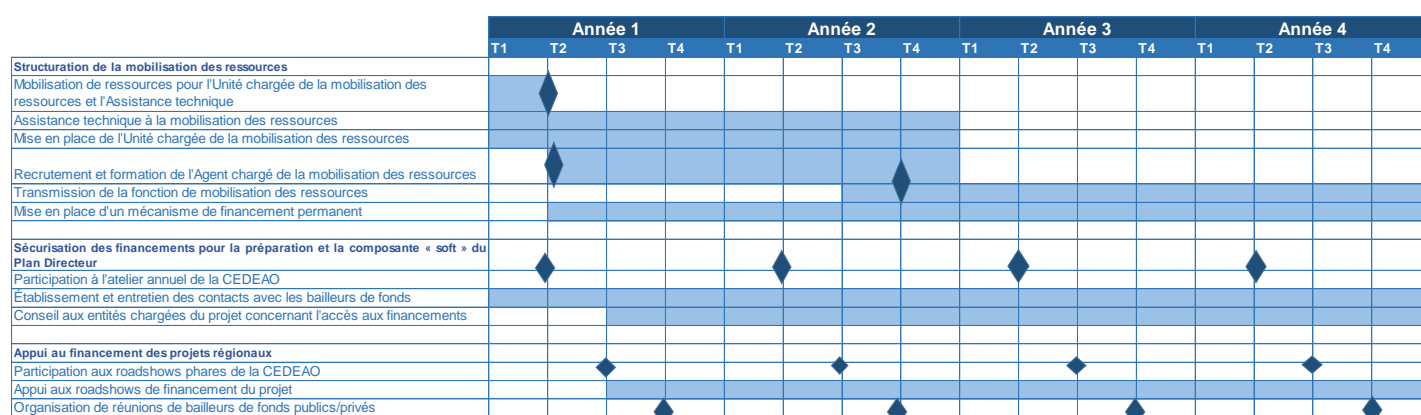 Année 1 Année 2 Année 3 Année 4
T1 T2 T3 T4 T1 T2 T3 T4 T1 T2 T3 T4 T1 T2 T3 T4
Structuration de la mobilisation des ressources
Mobilisation de ressources pour l'Unité chargée de la mobilisation des
ressources et l'Assistance technique
Assistance technique à la mobilisation des ressources
Mise en place de l'Unité chargée de la mobilisation des ressources
Recrutement et formation de l'Agent chargé de la mobilisation des ressources
Transmission de la fonction de mobilisation des ressources
Mise en place d'un mécanisme de financement permanent
Sécurisation des financements pour la préparation et la composante « soft » du
Plan Directeur
Participation à l'atelier annuel de la CEDEAO
Établissement et entretien des contacts avec les bailleurs de fonds
Conseil aux entités chargées du projet concernant l'accès aux financements
Appui au financement des projets régionaux
Participation aux roadshows phares de la CEDEAO
Appui aux roadshows de financement du projet
Organisation de réunions de bailleurs de fonds publics/privés